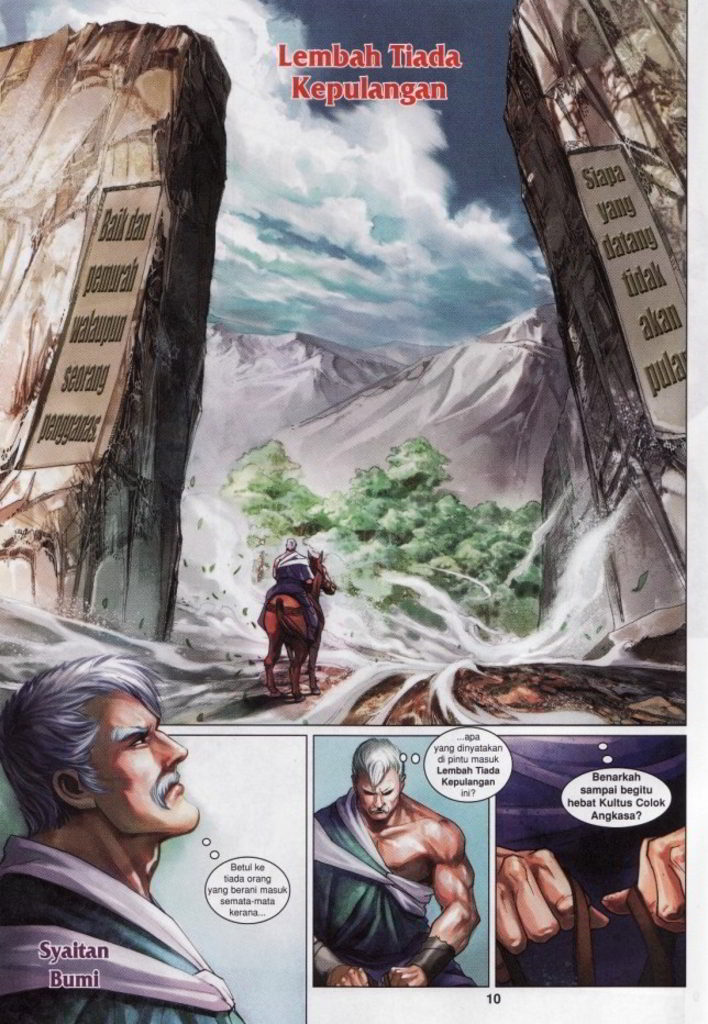 Lembah Tiada
Kepulangan
Baik dan
pemurah
walaupun
seorang
pengganas
Siapa
yang
datang
tidak
akan
pulan
Betul ke
tiada orang
yang berani masuk
semata-mata
kerana...
Syaitan
Bumi
...apa
yang dinyatakan
di pintu masuk
Lembah Tiada
Kepulangan
ini?
Benarkah
sampai begitu
hebat Kultus Colok
Angkasa?
10